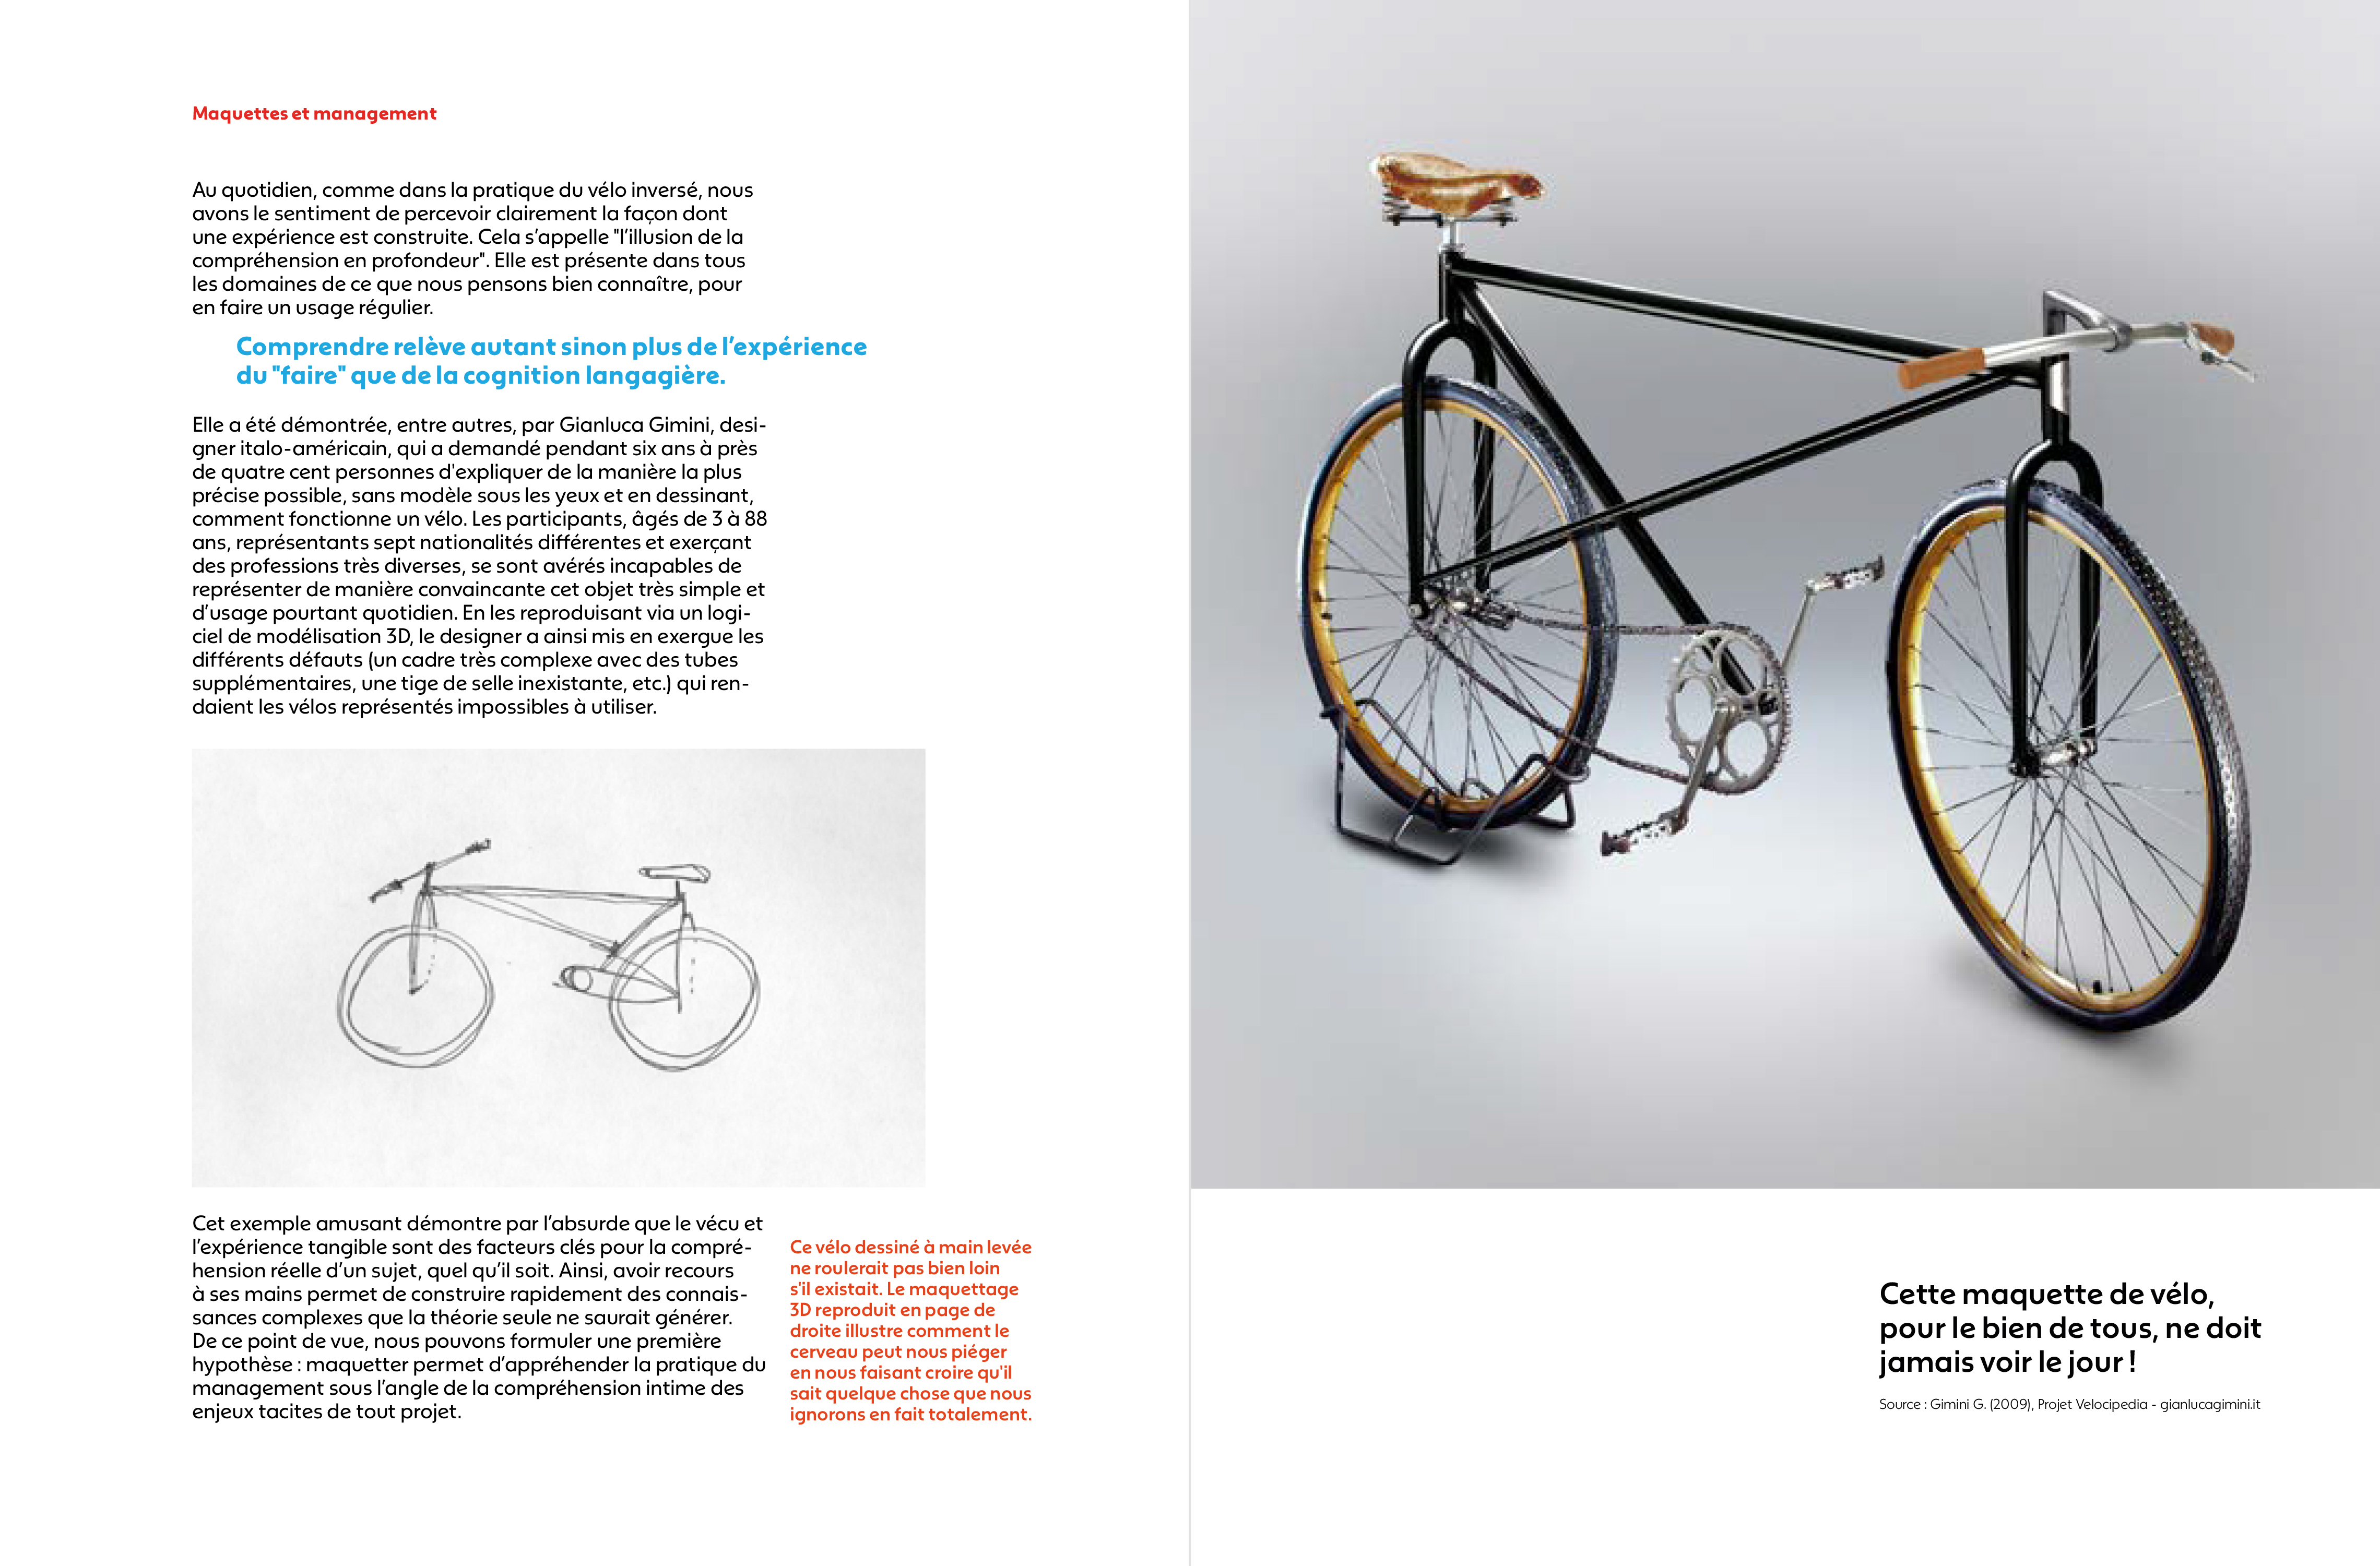 Maquettes et management
Au quotidien, comme dans la pratique du vélo inversé, nous
avons le sentiment de percevoir clairement la façon dont
une expérience est construite. Cela s’appelle "l’illusion de la
compréhension en profondeur". Elle est présente dans tous
les domaines de ce que nous pensons bien connaître, pour
en faire un usage régulier.
Comprendre relève autant sinon plus de l’expérience
du "faire" que de la cognition langagière.
Elle a été démontrée, entre autres, par Gianluca Gimini, desi-
gner italo-américain, qui a demandé pendant six ans à près
de quatre cent personnes d'expliquer de la manière la plus
précise possible, sans modèle sous les yeux et en dessinant,
comment fonctionne un vélo. Les participants, âgés de 3 à 88
ans, représentants sept nationalités différentes et exerçant
des professions très diverses, se sont avérés incapables de
représenter de manière convaincante cet objet très simple et
d’usage pourtant quotidien. En les reproduisant via un logi-
ciel de modélisation 3D, le designer a ainsi mis en exergue les
différents défauts (un cadre très complexe avec des tubes
supplémentaires, une tige de selle inexistante, etc.) qui ren-
daient les vélos représentés impossibles à utiliser.
Cet exemple amusant démontre par l’absurde que le vécu et
l’expérience tangible sont des facteurs clés pour la compré-
hension réelle d’un sujet, quel qu’il soit. Ainsi, avoir recours
à ses mains permet de construire rapidement des connais-
sances complexes que la théorie seule ne saurait générer.
De ce point de vue, nous pouvons formuler une première
hypothèse : maquetter permet d’appréhender la pratique du
management sous l’angle de la compréhension intime des
enjeux tacites de tout projet.
Ce vélo dessiné à main levée
ne roulerait pas bien loin
s'il existait. Le maquettage
3D reproduit en page de
droite illustre comment le
cerveau peut nous piéger
en nous faisant croire qu'il
sait quelque chose que nous
ignorons en fait totalement.
Cette maquette de vélo,
pour le bien de tous, ne doit
jamais voir le jour !
Source : Gimini G. (2009), Projet Velocipedia - gianlucagimini.it